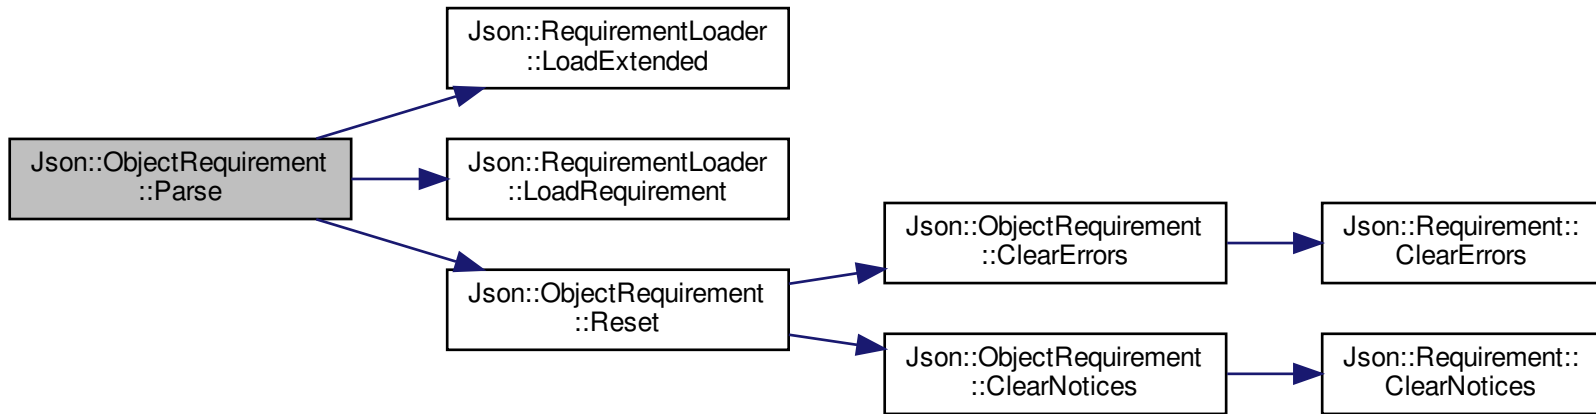 Json::RequirementLoader
::LoadExtended
Json::ObjectRequirement
::Parse
Json::RequirementLoader
::LoadRequirement
Json::ObjectRequirement
::Reset
Json::ObjectRequirement
::ClearErrors
Json::Requirement::
ClearErrors
Json::ObjectRequirement
::ClearNotices
Json::Requirement::
ClearNotices